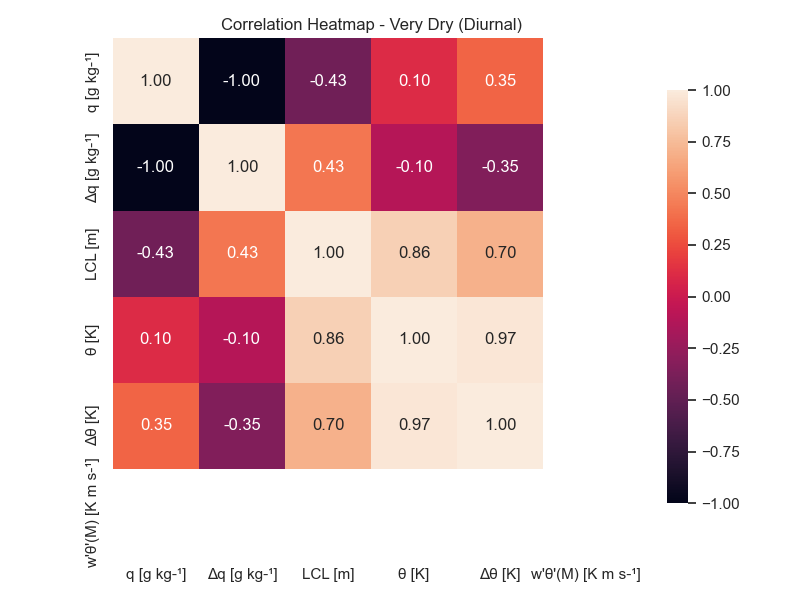 Correlation Heatmap - Very Dry (Diurnal)
q [g kg⁻¹]
1.00
-1.00
-0.43
0.10
0.35
Δq [g kg⁻¹]
-1.00
1.00
0.43
-0.10
-0.35
LCL [m]
-0.43
0.43
1.00
0.86
0.70
θ [K]
0.10
-0.10
0.86
1.00
0.97
Δθ [K]
0.35
-0.35
0.70
0.97
1.00
w'θ'(M) [K m s-¹]
q [g kg⁻¹]
Δq [g kg⁻¹]
LCL [m]
θ [K]
Δθ [K]
w'θ'(M) [K m s-¹]
1.00
0.75
0.50
0.25
0.00
−0.25
−0.50
−0.75
−1.00